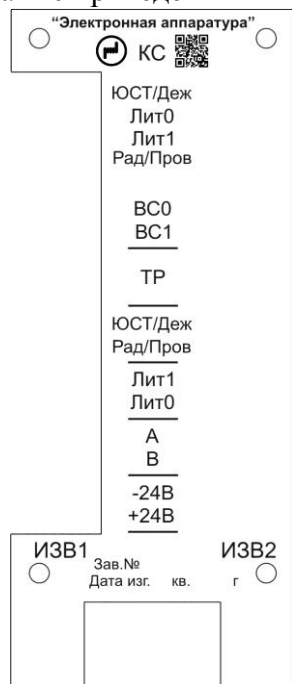 "Электронная аппаратура"
КС
ЮСТ/Деж
Лит0
Лит1
Рад/Пров
ВС0
ВС1
ТР
ЮСТ/Деж
Рад/Пров
Лит1
Лит0
А
В
-24В
+24В
ИЗВ1 ИЗВ2
Зав.№
Дата изг. кв. г